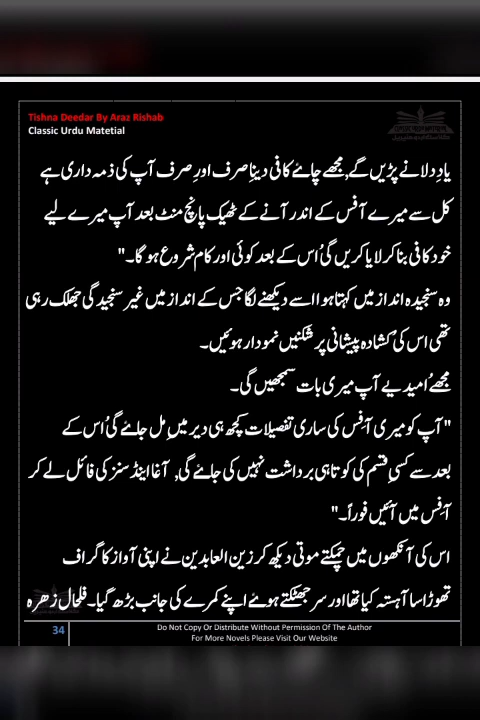 Tishna Deedar By Araz Rishab
Classic Urdu Matetial
یاد دلانے پڑیں گے, مجھے چائے کافی دینا صرف اور صرف آپ کی ذمہ داری ہے
کل سے میرے آفس کے اندر آنے کے ٹھیک پانچ منٹ بعد آپ میرے لیے
خود کافی بنا کر لایا کریں گی اُس کے بعد کوئی اور کام شروع ہو گا۔"
وہ سنجیدہ انداز میں کہتا ہوا اسے دیکھنے لگا جس کے انداز میں غیر سنجیدگی جھلک رہی
تھی اس کی کشادہ پیشانی پر شکنیں نمودار ہوئیں۔
مجھے اُمید یے آپ میری بات سمجھیں گی۔
"آپ کو میری آفس کی ساری تفصیلات کچھ ہی دیر میں مل جائے گی اُس کے
بعد سے کسی قسم کی کوتاہی برداشت نہیں کی جائے گی, آغا اینڈ سنز کی فائل لے کر
آفس میں آئیں فوراً۔"
اس کی آنکھوں میں چمکتے موتی دیکھ کر زین العابدین نے اپنی آواز کا گراف
تھوڑا سا آہستہ کیا تھا اور سر جھٹکتے ہوئے اپنے کمرے کی جانب بڑھ گیا۔ فلحال زہرہ
34
Do Not Copy Or Distribute Without Permission Of The Author
For More Novels Please Visit Our Website